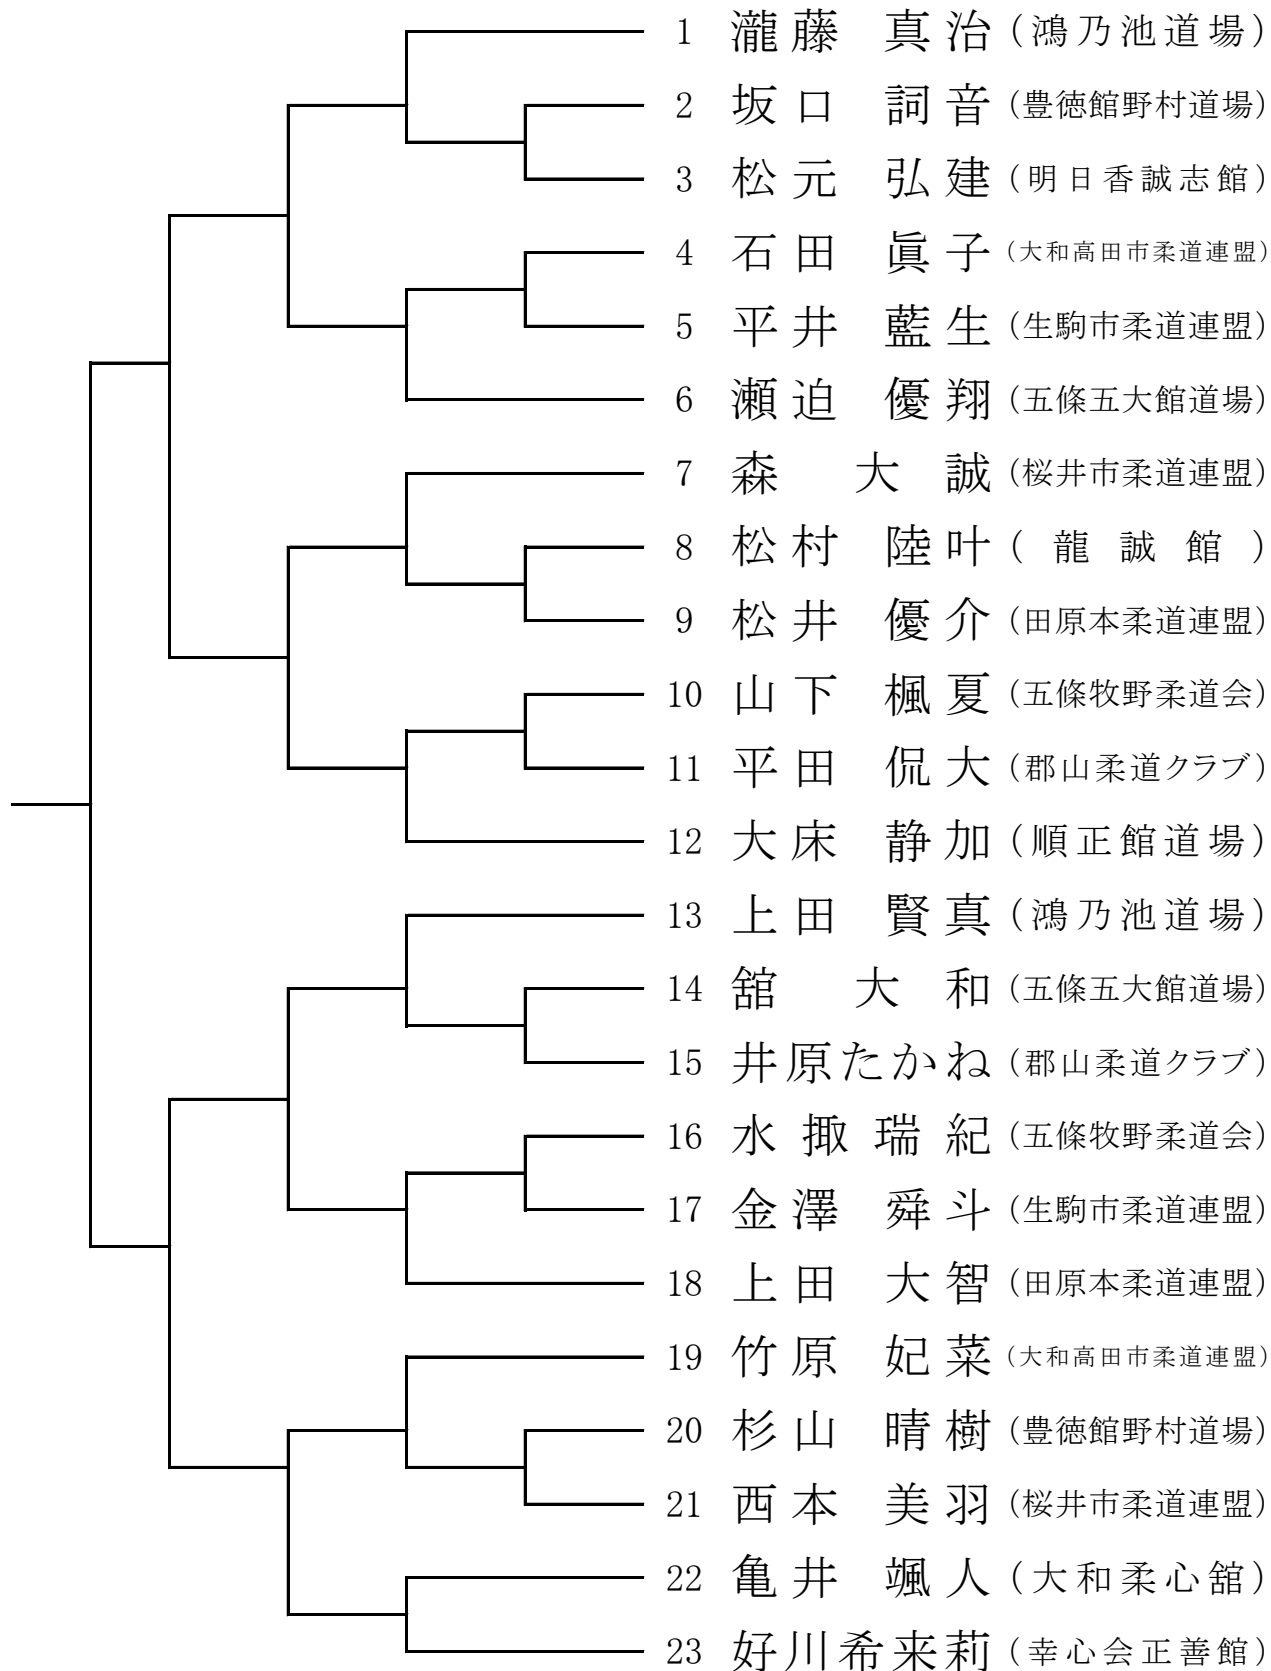 1 瀧藤 真治 (鴻乃池道場)
2 坂口 詞音 (豊徳館野村道場)
3 松元 弘建 (明日香誠志館)
4 石田 眞子 (大和高田市柔道連盟)
5 平井 藍生 (生駒市柔道連盟)
6 瀬迫 優翔 (五條五大館道場)
7 森 大誠 (桜井市柔道連盟)
8 松村 陸叶 (龍誠館)
9 松井 優介 (田原本柔道連盟)
10 山下 楓夏 (五條牧野柔道会)
11 平田 侃大 (郡山柔道クラブ)
12 大床 静加 (順正館道場)
13 上田 賢真 (鴻乃池道場)
14 舘 大和 (五條五大館道場)
15 井原たかね (郡山柔道クラブ)
16 水掫瑞紀 (五條牧野柔道会)
17 金澤 舜斗 (生駒市柔道連盟)
18 上田 大智 (田原本柔道連盟)
19 竹原 妃菜 (大和高田市柔道連盟)
20 杉山 晴樹 (豊徳館野村道場)
21 西本 美羽 (桜井市柔道連盟)
22 亀井 颯人 (大和柔心舘)
23 好川希来莉 (幸心会正善館)